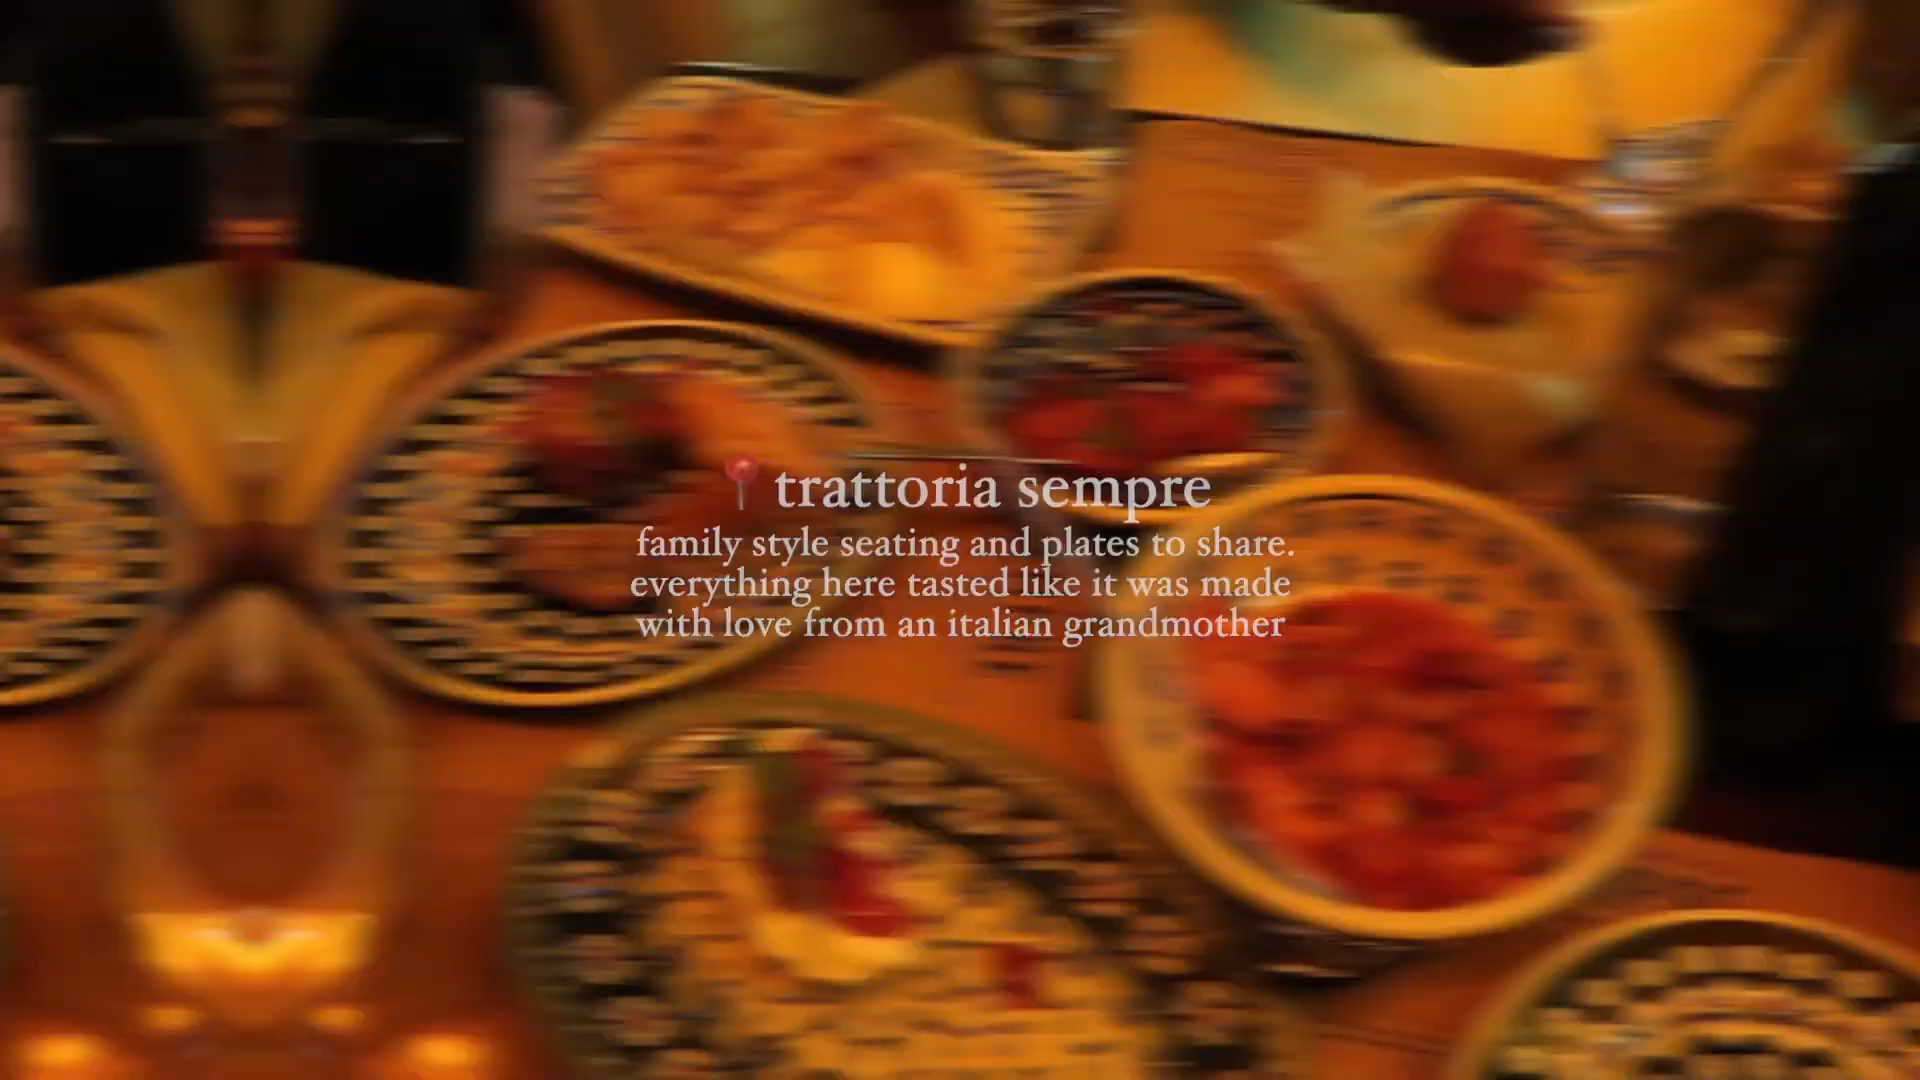 📍 trattoria sempre
family style seating and plates to share.
everything here tasted like it was made
with love from an italian grandmother